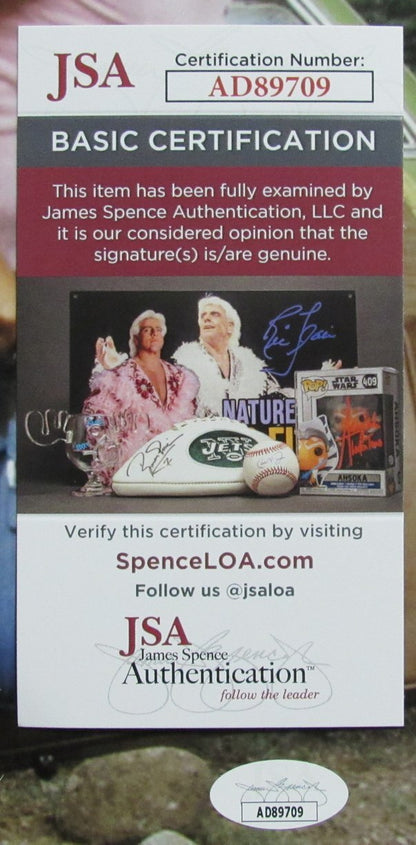 JSA
Certification Number:
AD89709
BASIC CERTIFICATION
This item has been fully examined by
James Spence Authentication, LLC and
it is our considered opinion that the
signature(s) is/are genuine.
NATURE
JETS
POP!
STAR WARS
409
AHSOKA
Verify this certification by visiting
SpenceLOA.com
Follow us @jsaloa
JSA
James Spence
Authentication™
follow the leader
AD89709